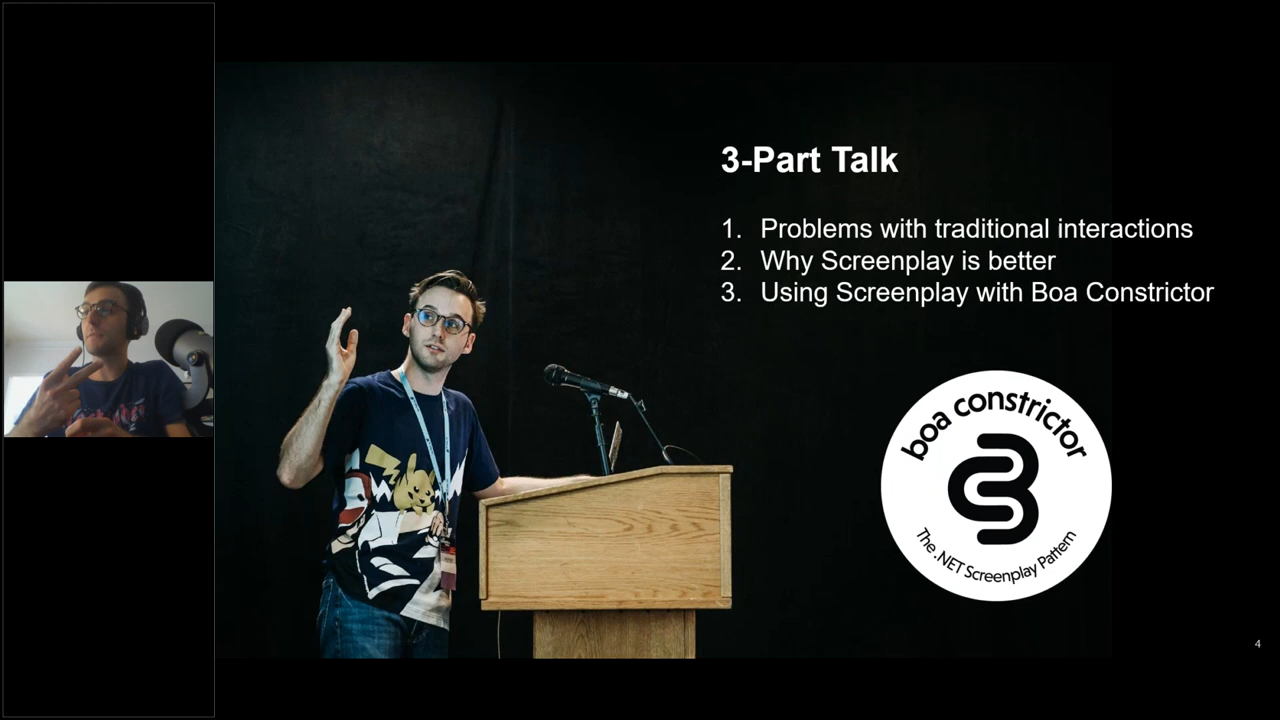 3-Part Talk
1. Problems with traditional interactions
2. Why Screenplay is better
3. Using Screenplay with Boa Constrictor
boa constrictor
The .NET Screenplay Pattern
4